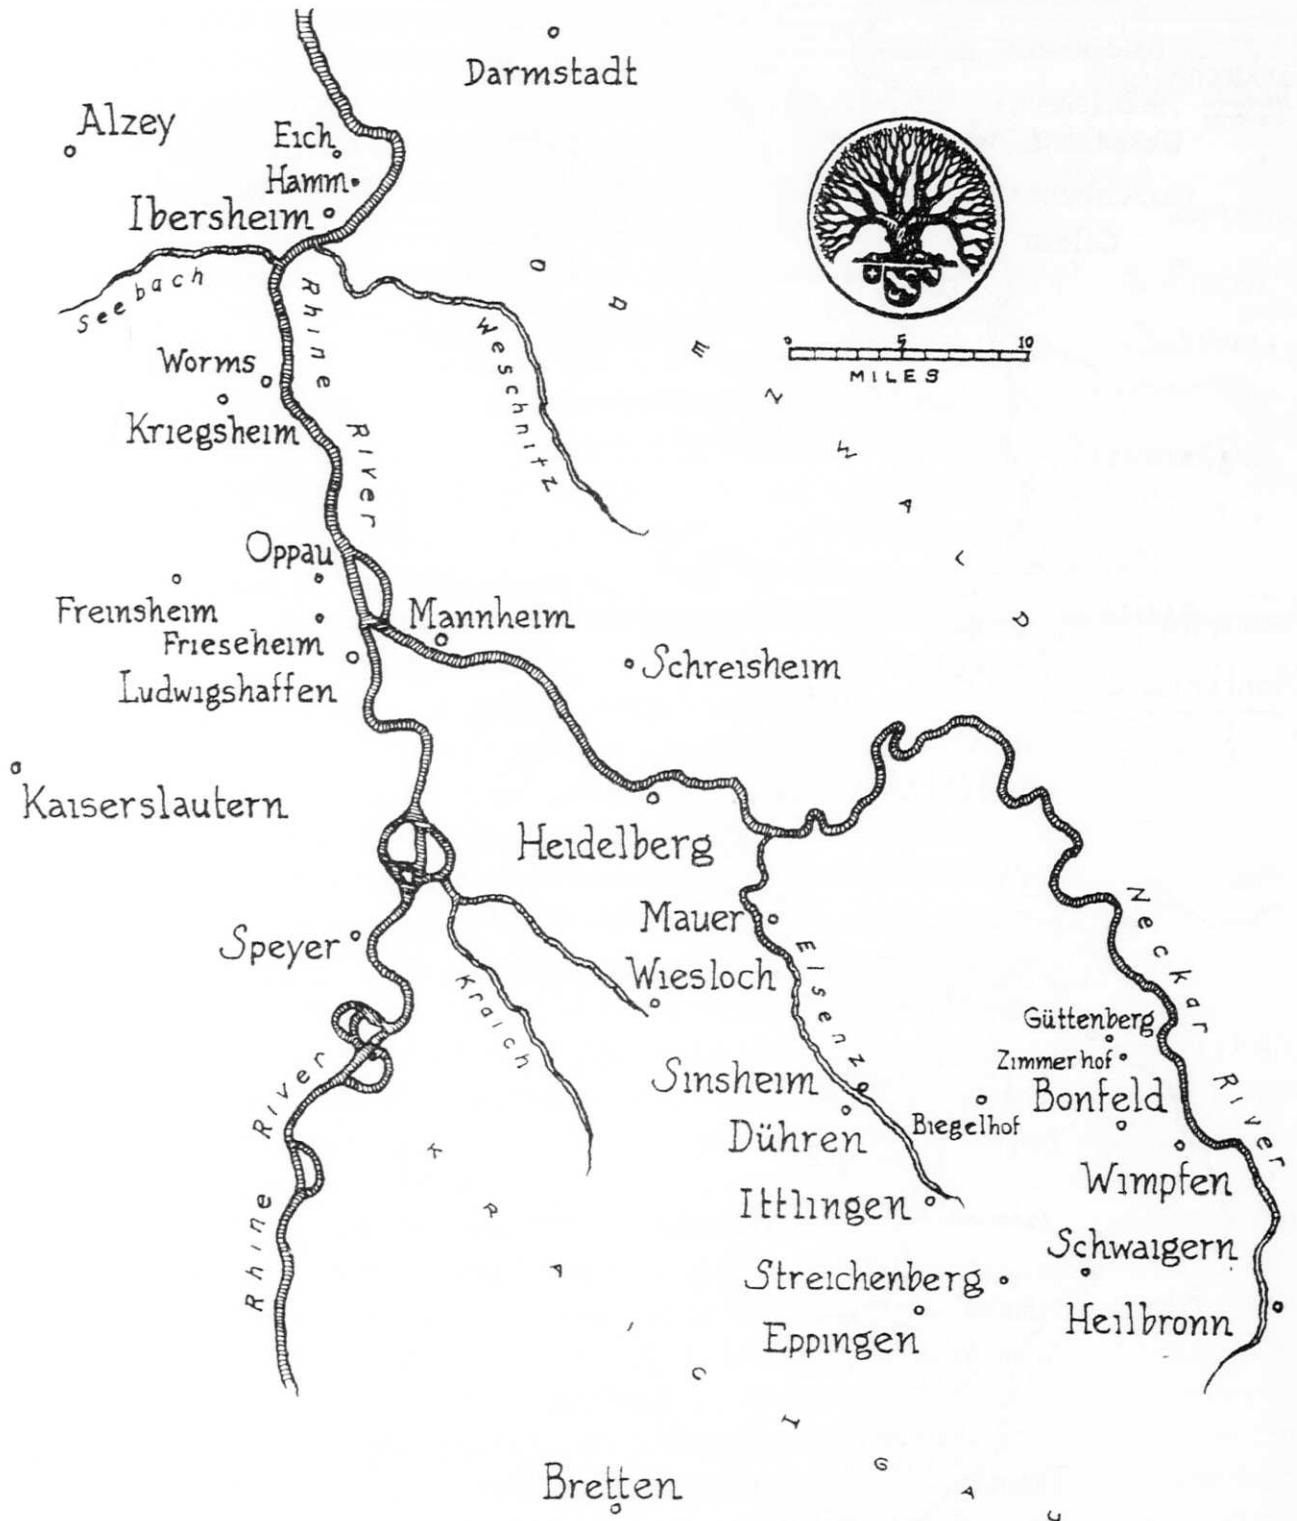 Darmstadt
Alzey
Eich
Hamm
Ibersheim
Seebach
Rhine River
Weschnitz
ODENZWALD
0 5 10
MILES
Worms
Kriegsheim
Oppau
Freinsheim
Frieseheim
Mannheim
Ludwigshaffen
Schreisheim
Kaiserslautern
Heidelberg
Mauer
Elsenz
Neckar River
Speyer
Wiesloch
Kraich
Güttenberg
Zimmerhof
Sinsheim
Bonfeld
Biegelhof
Dühren
Rhine River
Wimpfen
Ittlingen
Schwaigern
Streichenberg
Heilbronn
Eppingen
KRAICIGAU
Bretten